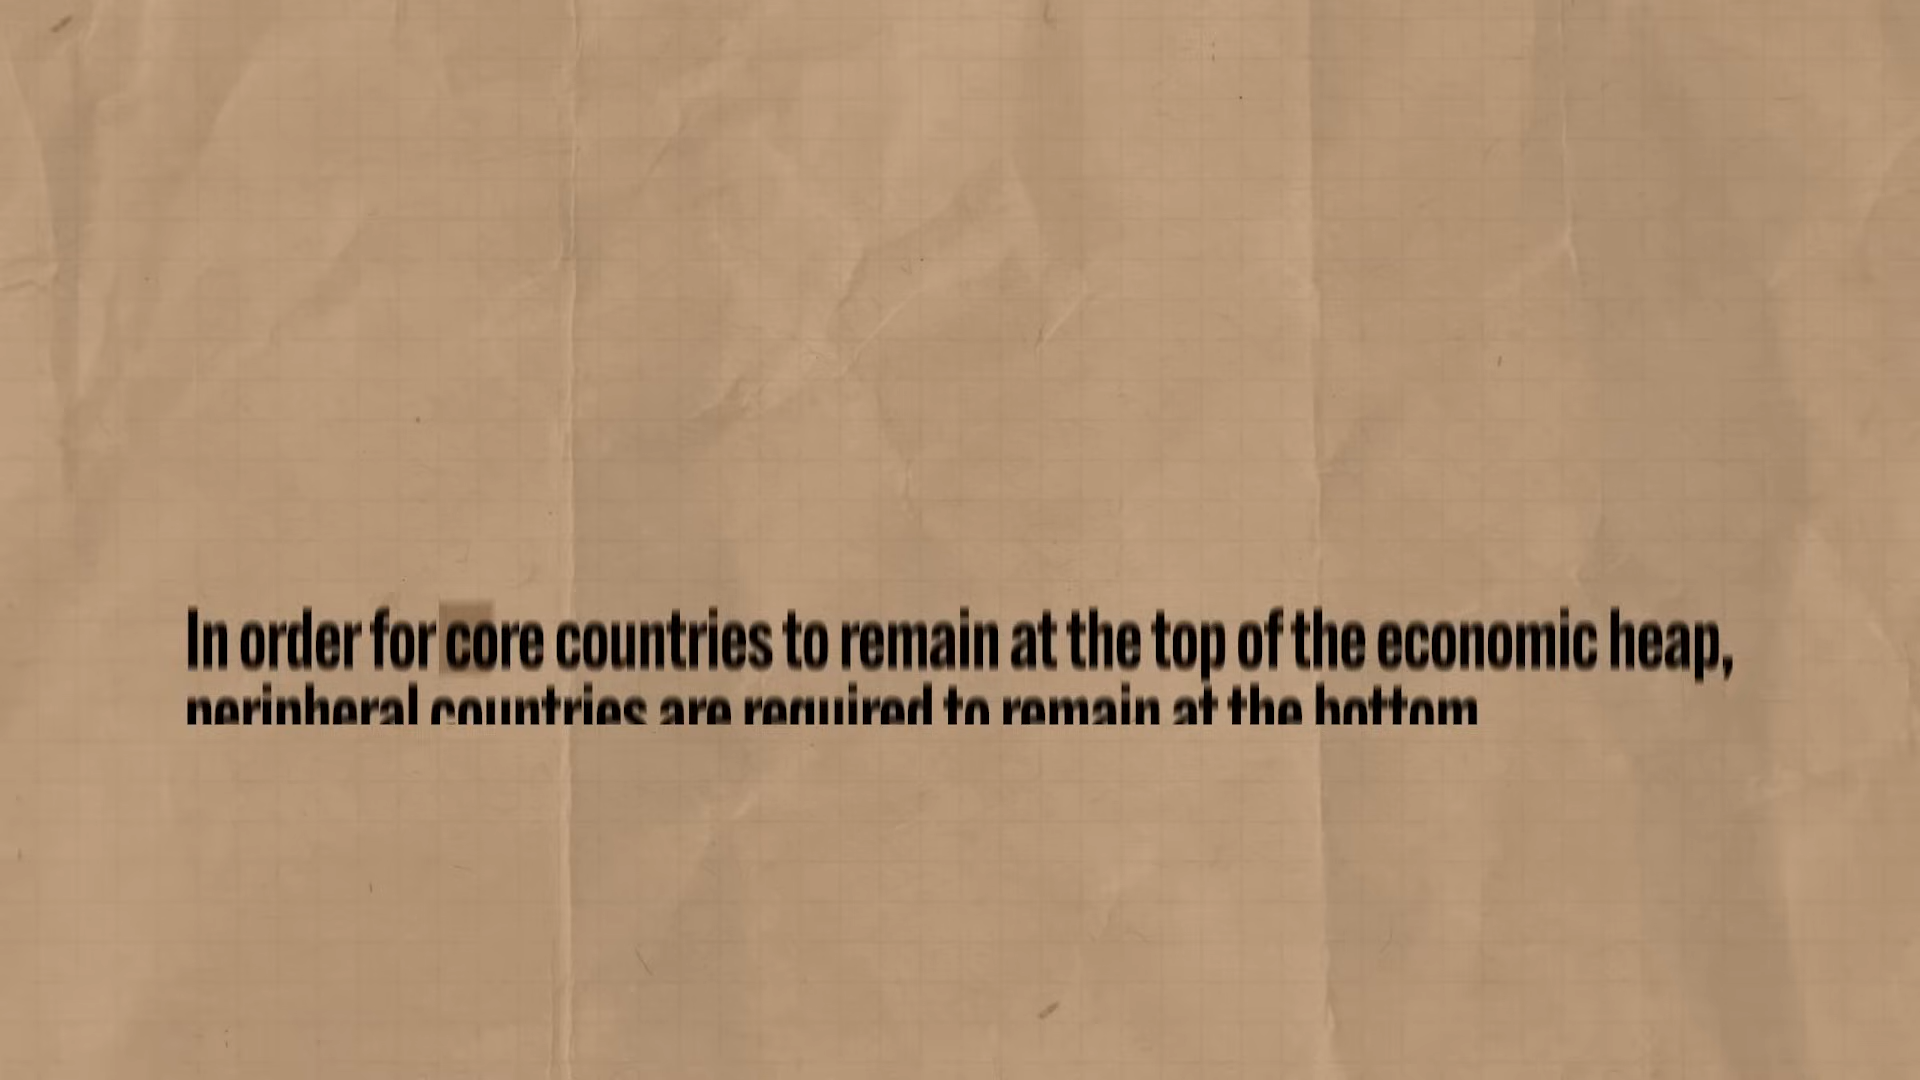 In order for core countries to remain at the top of the economic heap,
peripheral countries are required to remain at the bottom